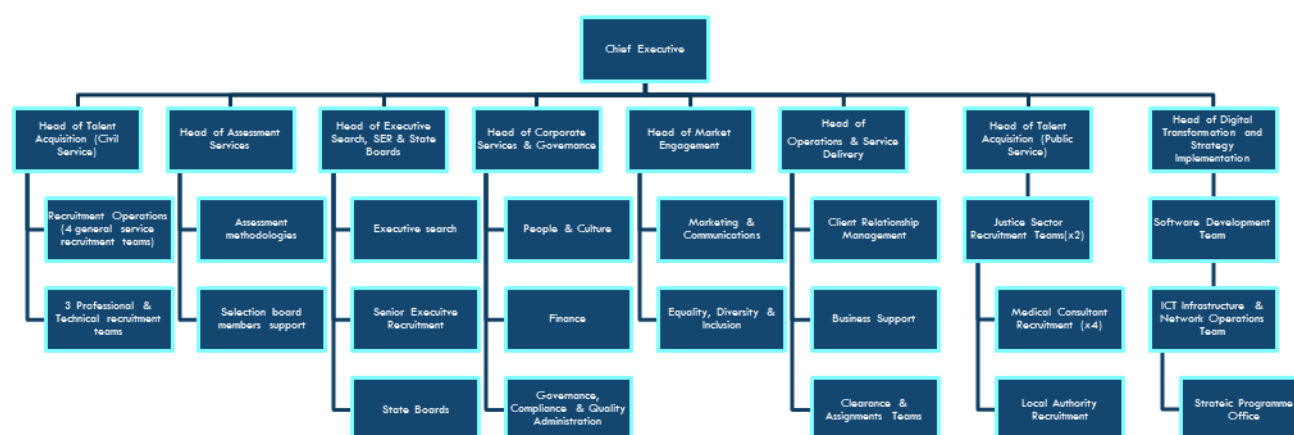 Chief Executive
Head of Talent
Acquisition (Civil
Service)
Head of Assessment
Services
Head of Executive
Search, SER & State
Boards
Head of Corporate
Services & Governance
Head of Market
Engagement
Head of
Operations & Service
Delivery
Head of Talent
Acquisition (Public
Service)
Head of Digital
Transformation and
Strategy
Implementation
Recruitment Operations
(4 general service
recruitment teams)
Assessment
methodologies
Executive search
People & Culture
Marketing &
Communications
Client Relationship
Management
Justice Sector
Recruitment Teams(x2)
Software Development
Team
3 Professional &
Technical recruitment
teams
Selection board
members support
Senior Execuitve
Recruitment
Finance
Equality, Diversity &
Inclusion
Business Support
Medical Consultant
Recruitment (x4)
ICT Infrastructure &
Network Operations
Team
State Boards
Governance,
Compliance & Quality
Administration
Clearance &
Assignments Teams
Local Authority
Recruitment
Strateic Programme
Office